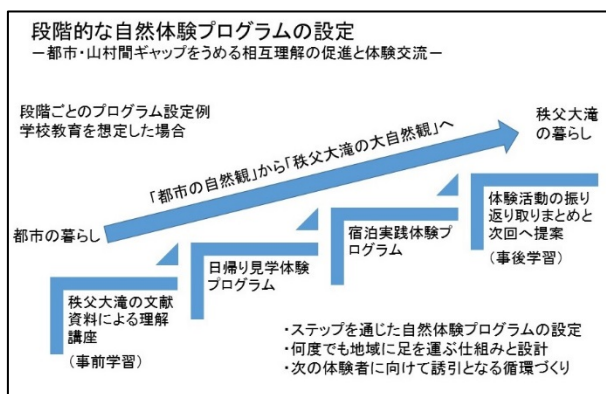 段階的な自然体験プログラムの設定
－都市・山村間ギャップをうめる相互理解の促進と体験交流－
段階ごとのプログラム設定例
学校教育を想定した場合
秩父大滝
の暮らし
「都市の自然観」から「秩父大滝の大自然観」へ
都市の暮らし
秩父大滝の文献
資料による理解
講座
（事前学習）
日帰り見学体験
プログラム
宿泊実践体験プ
ログラム
体験活動の振り
返り取りまとめと
次回へ提案
（事後学習）
・ステップを通じた自然体験プログラムの設定
・何度でも地域に足を運ぶ仕組みと設計
・次の体験者に向けて誘引となる循環づくり